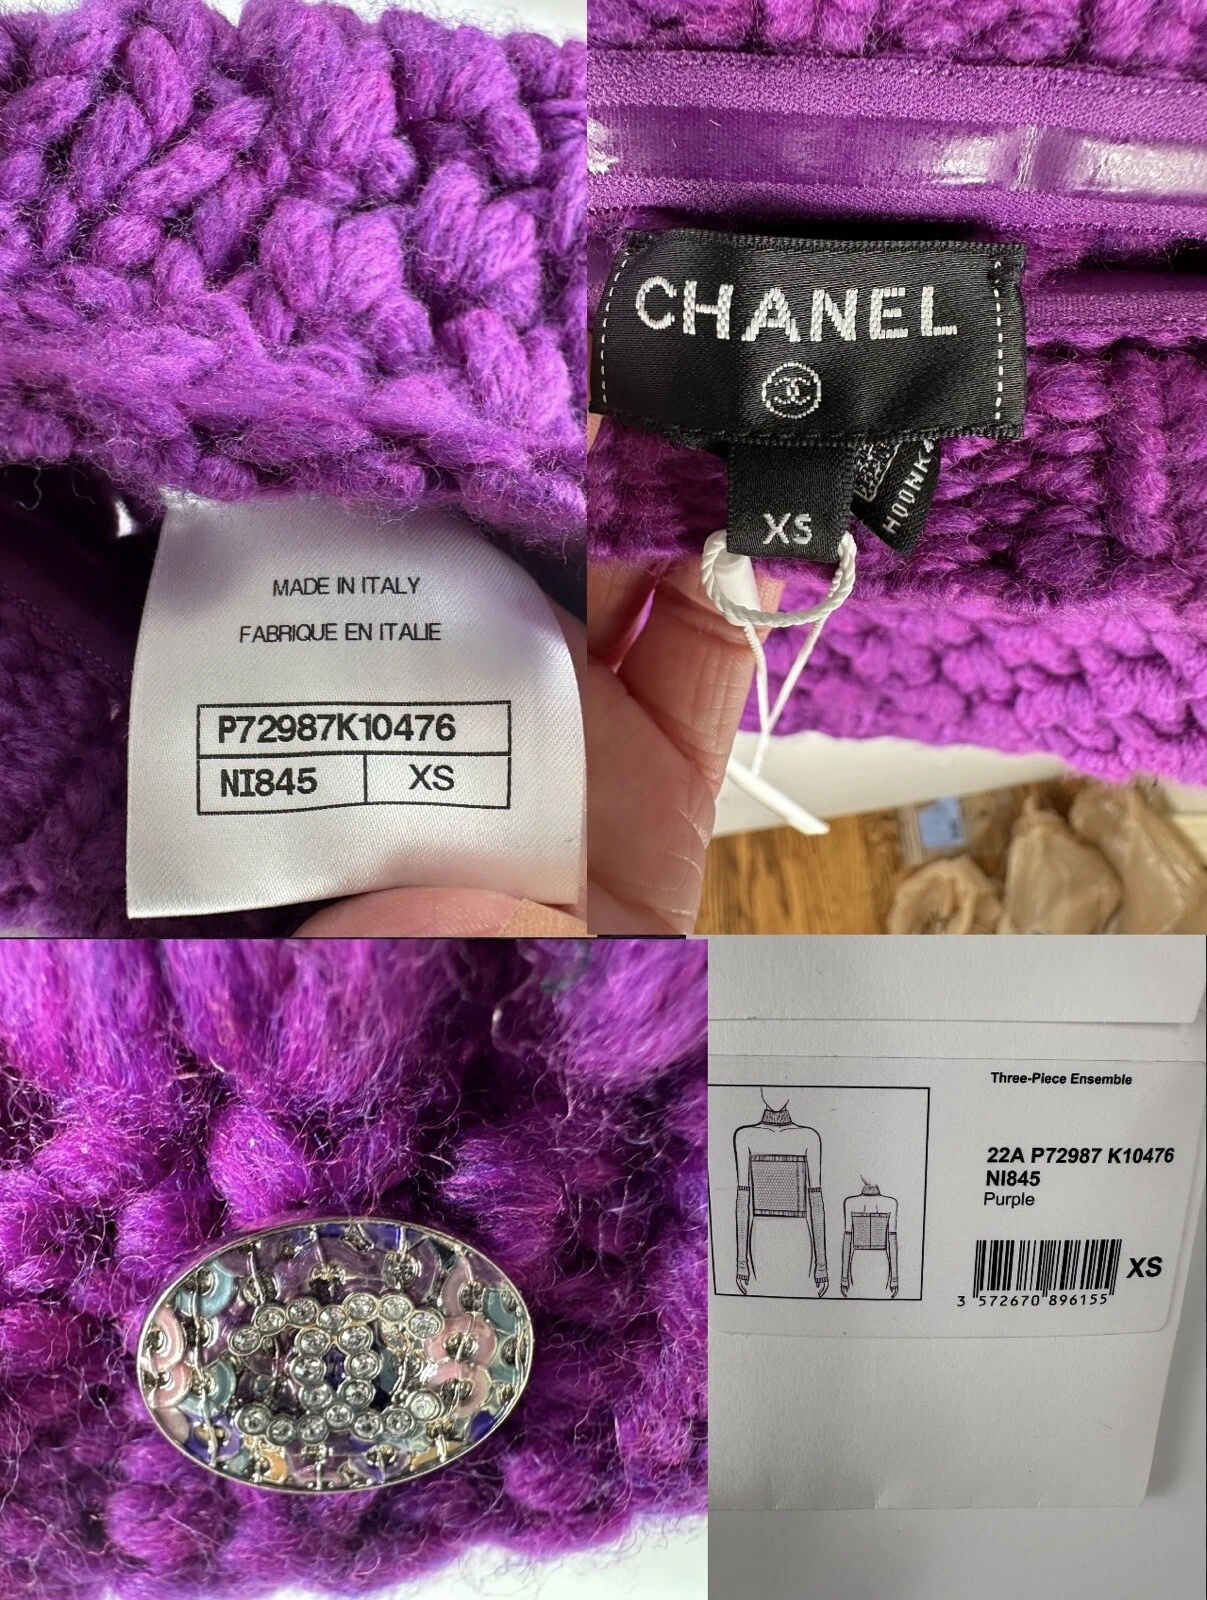 MADE IN ITALY
FABRIQUE EN ITALIE
P72987K10476
NI845 XS
CHANEL
XS
Three-Piece Ensemble
22A P72987 K10476
NI845
Purple
XS
3 572670 896155